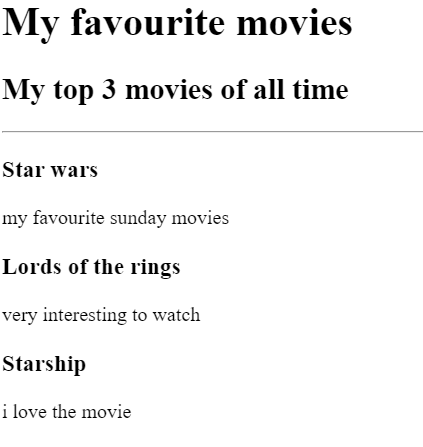 My favourite movies
My top 3 movies of all time
Star wars
my favourite sunday movies
Lords of the rings
very interesting to watch
Starship
i love the movie